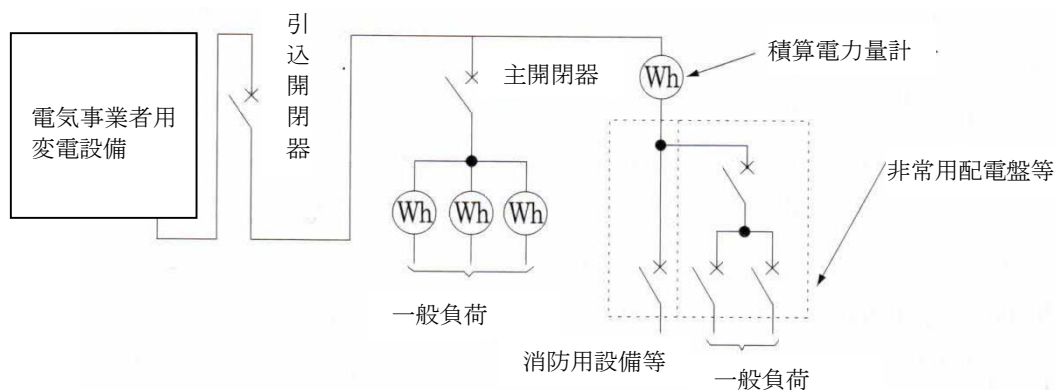 引込開閉器
積算電力量計
主開閉器
Wh
電気事業者用
変電設備
非常用配電盤等
Wh
Wh
Wh
一般負荷
消防用設備等
一般負荷